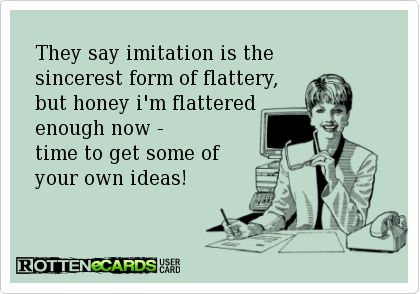 They say imitation is the
sincerest form of flattery,
but honey i'm flattered
enough now -
time to get some of
your own ideas!
ROTTENeCARDS USER
CARD